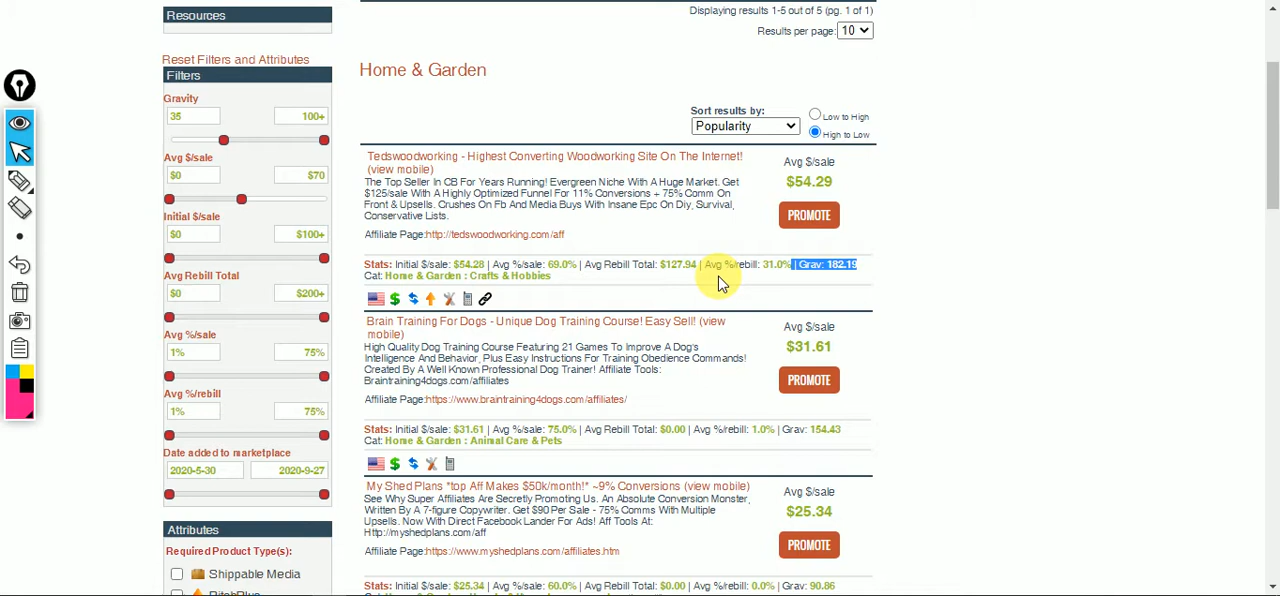 Resources
Displaying results 1-5 out of 5 (pg. 1 of 1)
Results per page: 10
Reset Filters and Attributes
Filters
Home & Garden
Gravity
35 100+
Sort results by:
Popularity
Low to High
High to Low
Avg $/sale
$0 $70
Initial $/sale
$0 $100+
Avg Rebill Total
$0 $200+
Avg %/sale
1% 75%
Avg %/rebill
1% 75%
Date added to marketplace
2020-5-30 2020-9-27
Attributes
Required Product Type(s):
Shippable Media
Tedswoodworking - Highest Converting Woodworking Site On The Internet!
(view mobile)
The Top Seller In CB For Years Running! Evergreen Niche With A Huge Market. Get
$125/sale With A Highly Optimized Funnel For 11% Conversions + 75% Comm On
Front & Upsells. Crushes On Fb And Media Buys With Insane Epc On Diy, Survival,
Conservative Lists.
Affiliate Page:http://tedswoodworking.com/aff
Avg $/sale
$54.29
PROMOTE
Stats: Initial $/sale: $54.28 | Avg %/sale: 69.0% | Avg Rebill Total: $127.94 | Avg %/rebill: 31.0% | Grav: 182.19
Cat: Home & Garden : Crafts & Hobbies
Brain Training For Dogs - Unique Dog Training Course! Easy Sell! (view
mobile)
High Quality Dog Training Course Featuring 21 Games To Improve A Dog's
Intelligence And Behavior, Plus Easy Instructions For Training Obedience Commands!
Created By A Well Known Professional Dog Trainer! Affiliate Tools:
Braintraining4dogs.com/affiliates
Affiliate Page:https://www.braintraining4dogs.com/affiliates/
Avg $/sale
$31.61
PROMOTE
Stats: Initial $/sale: $31.61 | Avg %/sale: 75.0% | Avg Rebill Total: $0.00 | Avg %/rebill: 1.0% | Grav: 154.43
Cat: Home & Garden : Animal Care & Pets
My Shed Plans *top Aff Makes $50k/month!* ~9% Conversions (view mobile)
See Why Super Affiliates Are Secretly Promoting Us. An Absolute Conversion Monster,
Written By A 7-figure Copywriter. Get $90 Per Sale - 75% Comms With Multiple
Upsells. Now With Direct Facebook Lander For Ads! Aff Tools At:
Http://myshedplans.com/aff
Affiliate Page:https://www.myshedplans.com/affiliates.htm
Avg $/sale
$25.34
PROMOTE
Stats: Initial $/sale: $25.34 | Avg %/sale: 60.0% | Avg Rebill Total: $0.00 | Avg %/rebill: 0.0% | Grav: 90.86